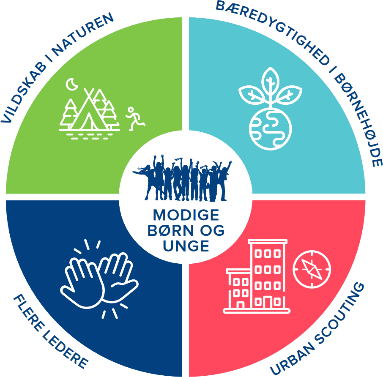 VILDSKAB I NATUREN
BÆREDYGTIGHED I BØRNEHØJDE
MODIGE
BØRN OG
UNGE
FLERE LEDERE
URBAN SCOUTING